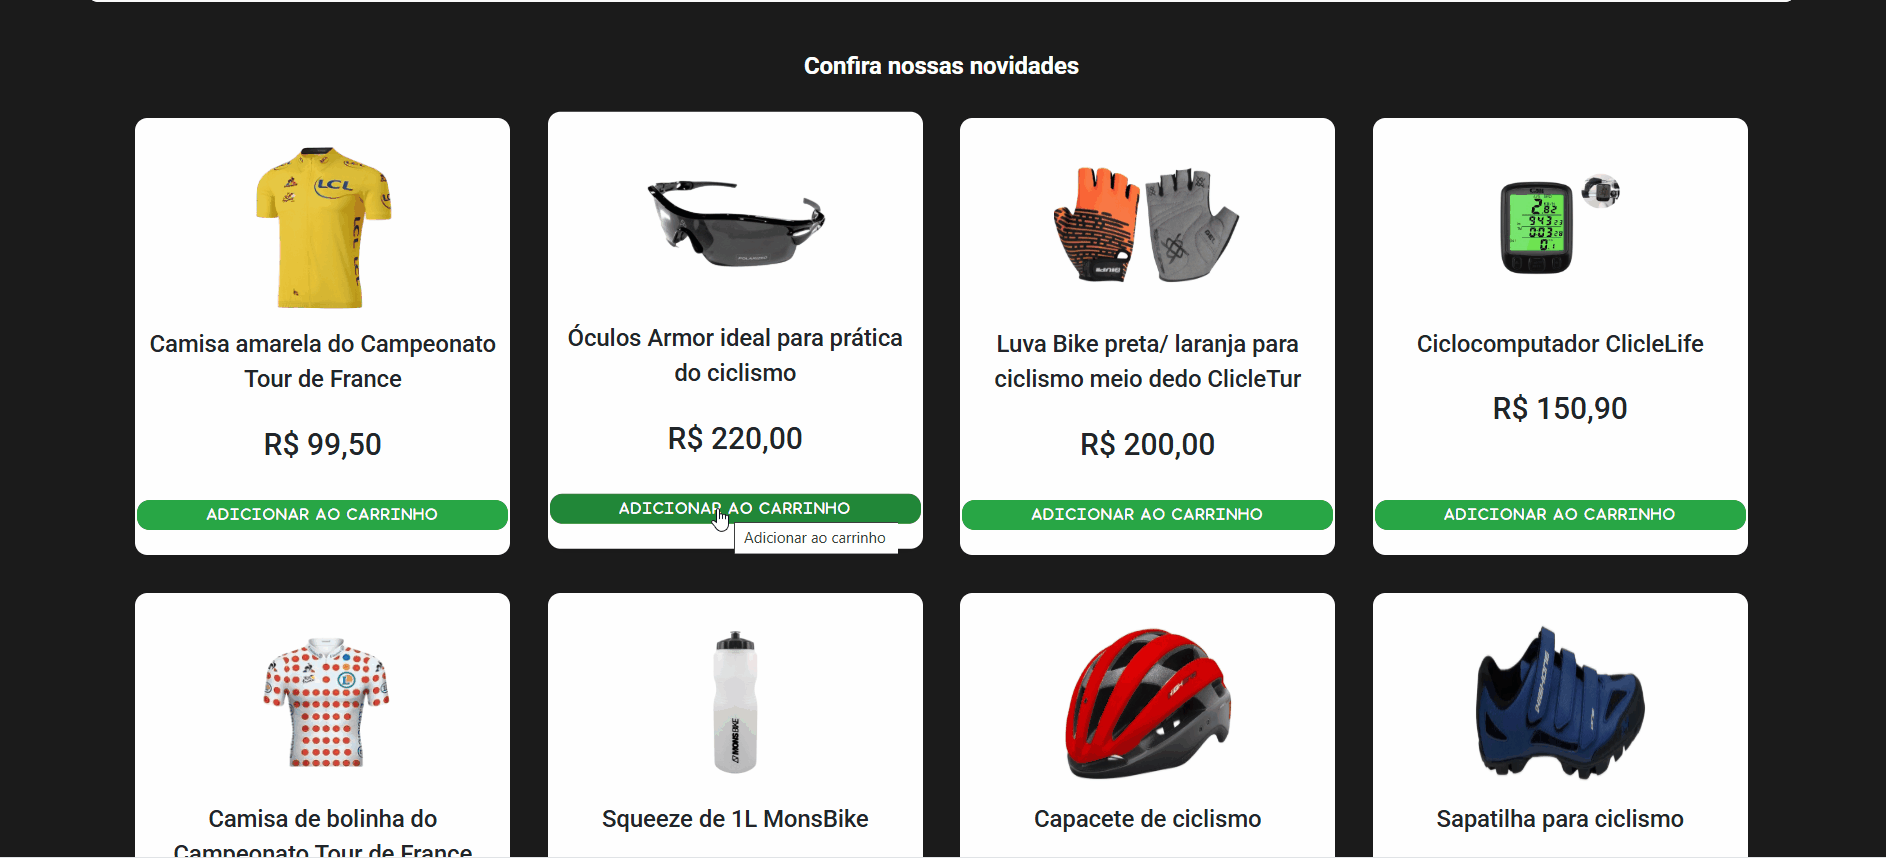 Confira nossas novidades
LCL
LCL
Camisa amarela do Campeonato
Tour de France
R$ 99,50
ADICIONAR AO CARRINHO
Óculos Armor ideal para prática
do ciclismo
R$ 220,00
ADICIONAR AO CARRINHO
Adicionar ao carrinho
Luva Bike preta/ laranja para
ciclismo meio dedo ClicleTur
R$ 200,00
ADICIONAR AO CARRINHO
Ciclocomputador ClicleLife
R$ 150,90
ADICIONAR AO CARRINHO
Camisa de bolinha do
Campeonato Tour de France
MONSBIKE
Squeeze de 1L MonsBike
Capacete de ciclismo
Sapatilha para ciclismo